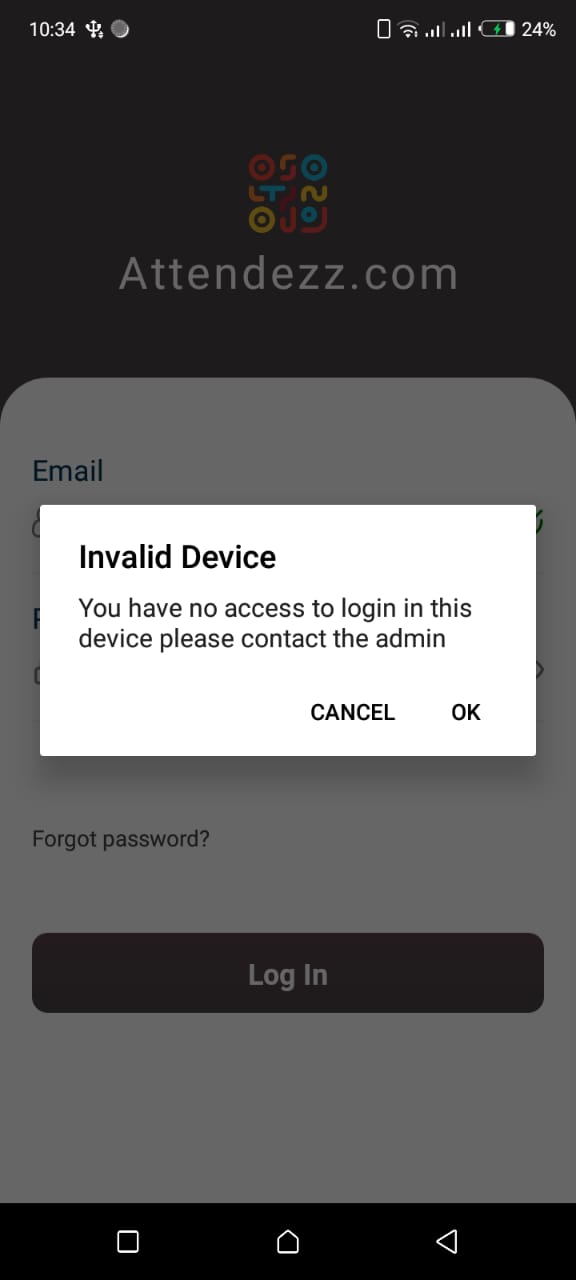 10:34 24%
Attendezz.com
Email
Invalid Device
You have no access to login in this
device please contact the admin
CANCEL OK
Forgot password?
Log In